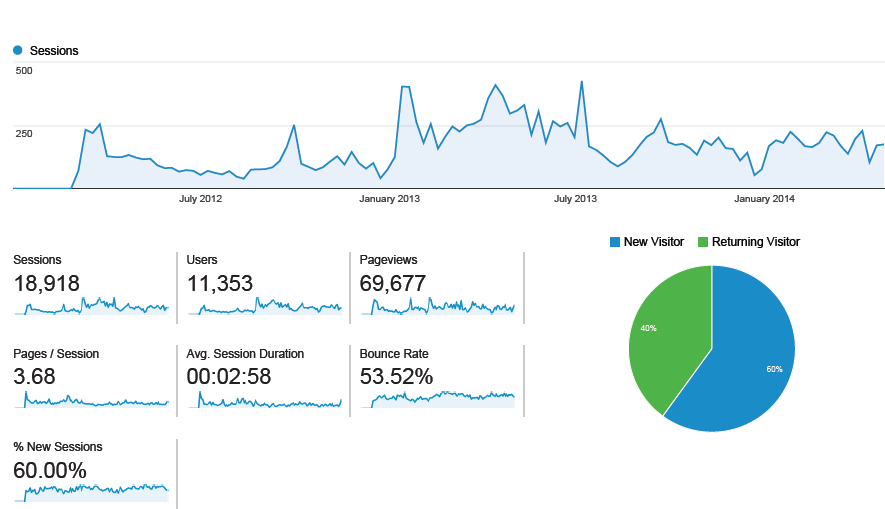 Sessions
500
250
July 2012 January 2013 July 2013 January 2014
New Visitor Returning Visitor
Sessions Users Pageviews
18,918 11,353 69,677
40%
60%
Pages / Session Avg. Session Duration Bounce Rate
3.68 00:02:58 53.52%
% New Sessions
60.00%